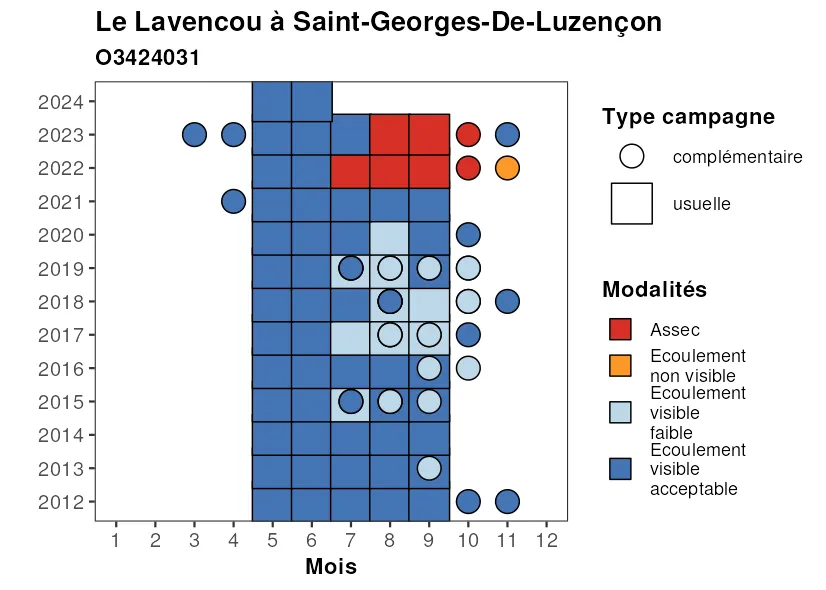 Le Lavencou à Saint-Georges-De-Luzençon
O3424031
2024
2023
2022
2021
2020
2019
2018
2017
2016
2015
2014
2013
2012
1 2 3 4 5 6 7 8 9 10 11 12
Mois
Type campagne
complémentaire
usuelle
Modalités
Assec
Ecoulement
non visible
Ecoulement
visible
faible
Ecoulement
visible
acceptable